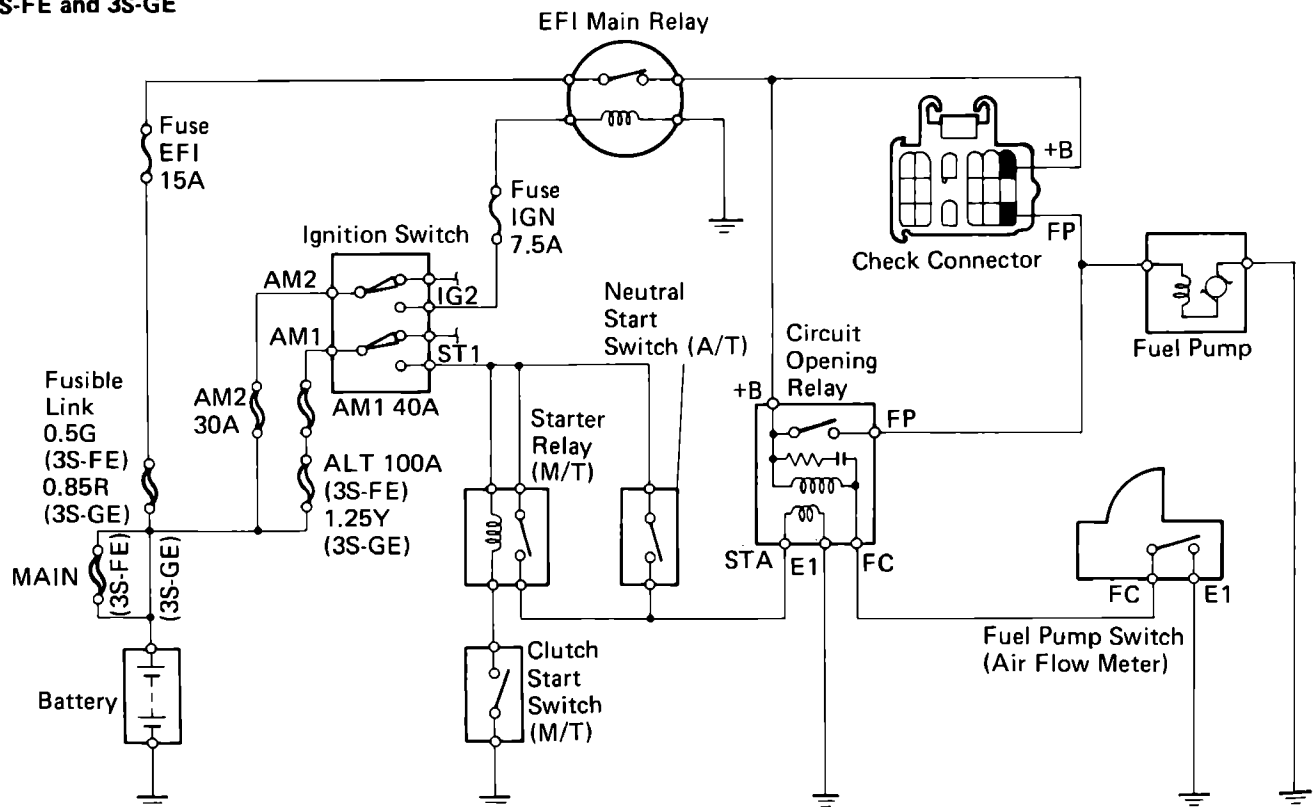 S-FE and 3S-GE
EFI Main Relay
Fuse
EFI
15A
Fuse
IGN
7.5A
+B
FP
Check Connector
Ignition Switch
AM2
IG2
AM1
ST1
AM1 40A
Neutral
Start
Switch (A/T)
Circuit
Opening
Relay
+B
FP
Fuel Pump
Fusible
Link
0.5G
(3S-FE)
0.85R
(3S-GE)
AM2
30A
ALT 100A
(3S-FE)
1.25Y
(3S-GE)
Starter
Relay
(M/T)
STA
E1
FC
FC
E1
MAIN
(3S-FE)
(3S-GE)
Fuel Pump Switch
(Air Flow Meter)
Battery
Clutch
Start
Switch
(M/T)